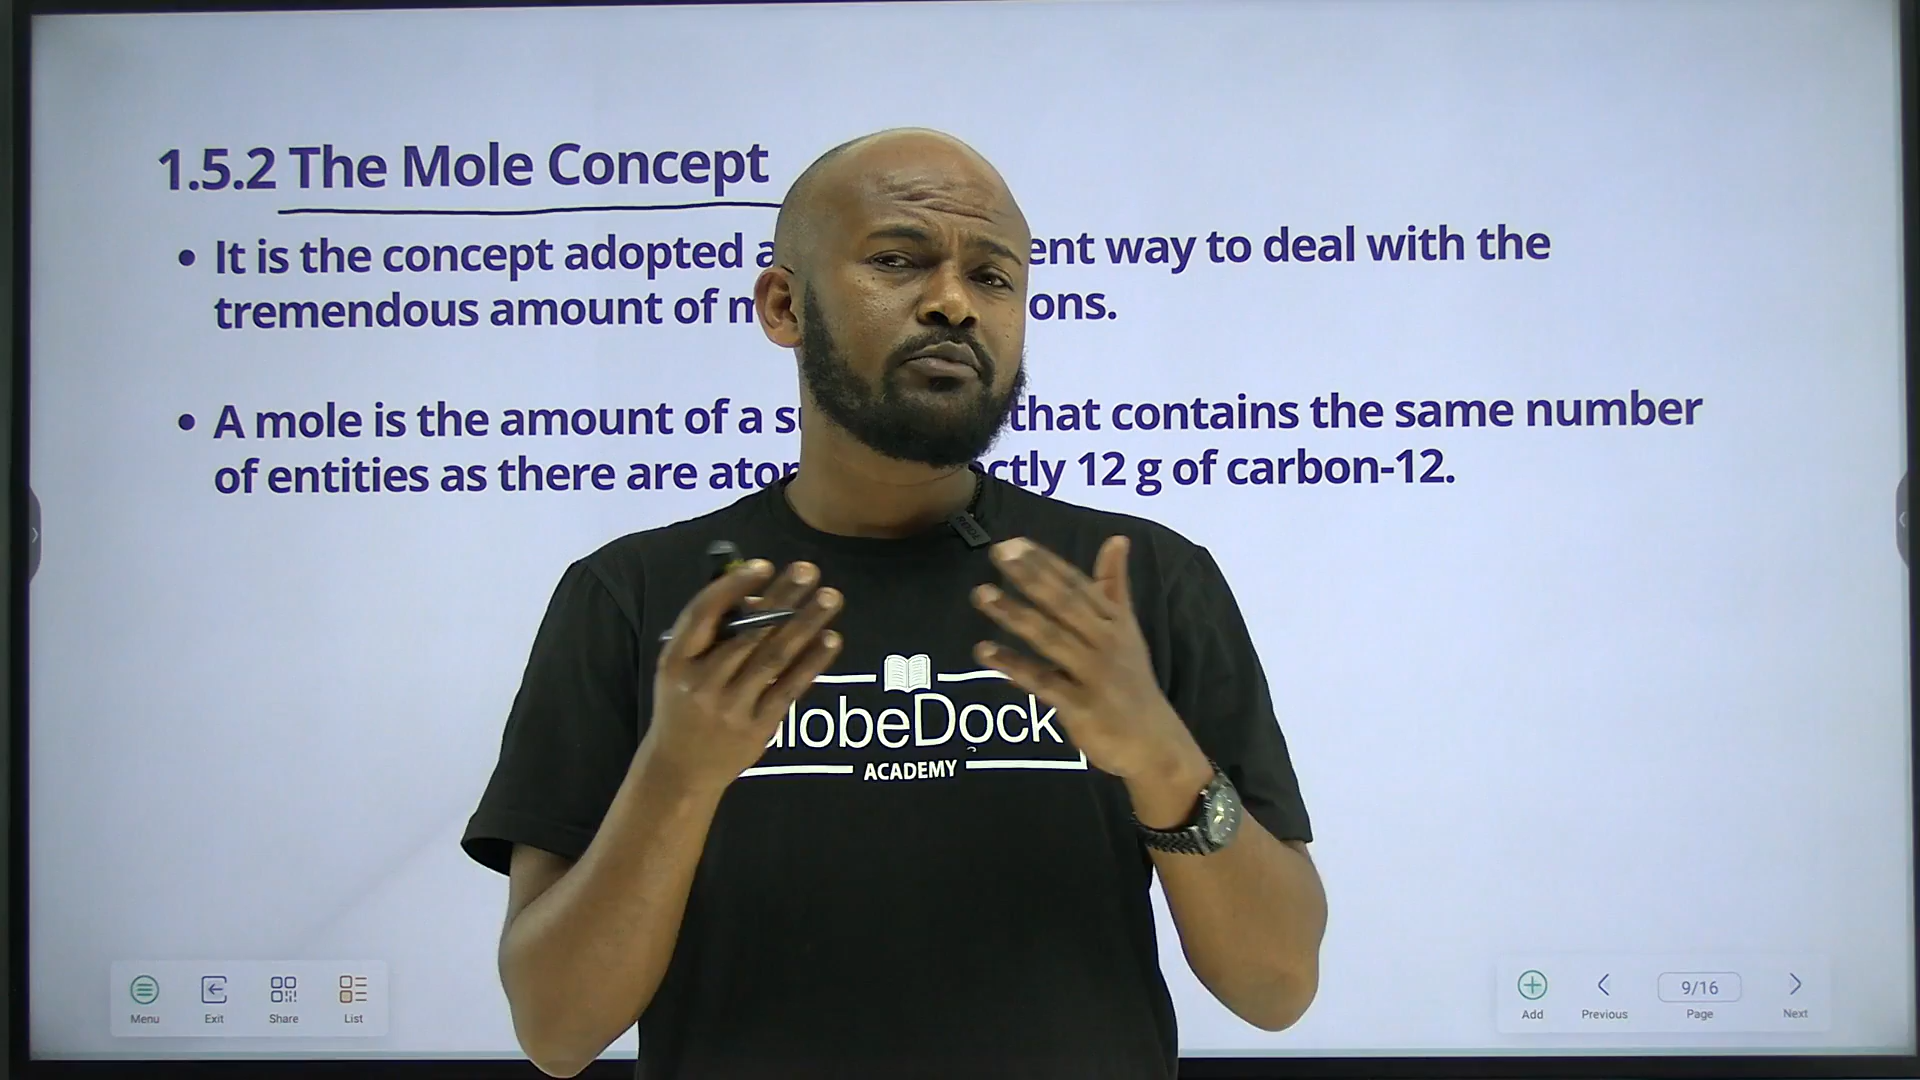 1.5.2 The Mole Concept
• It is the concept adopted a ent way to deal with the
tremendous amount of m ons.
• A mole is the amount of a su that contains the same number
of entities as there are ato ctly 12 g of carbon-12.
RODE
lobeDock
ACADEMY
Menu Exit Share List
Add Previous 9/16 Page Next